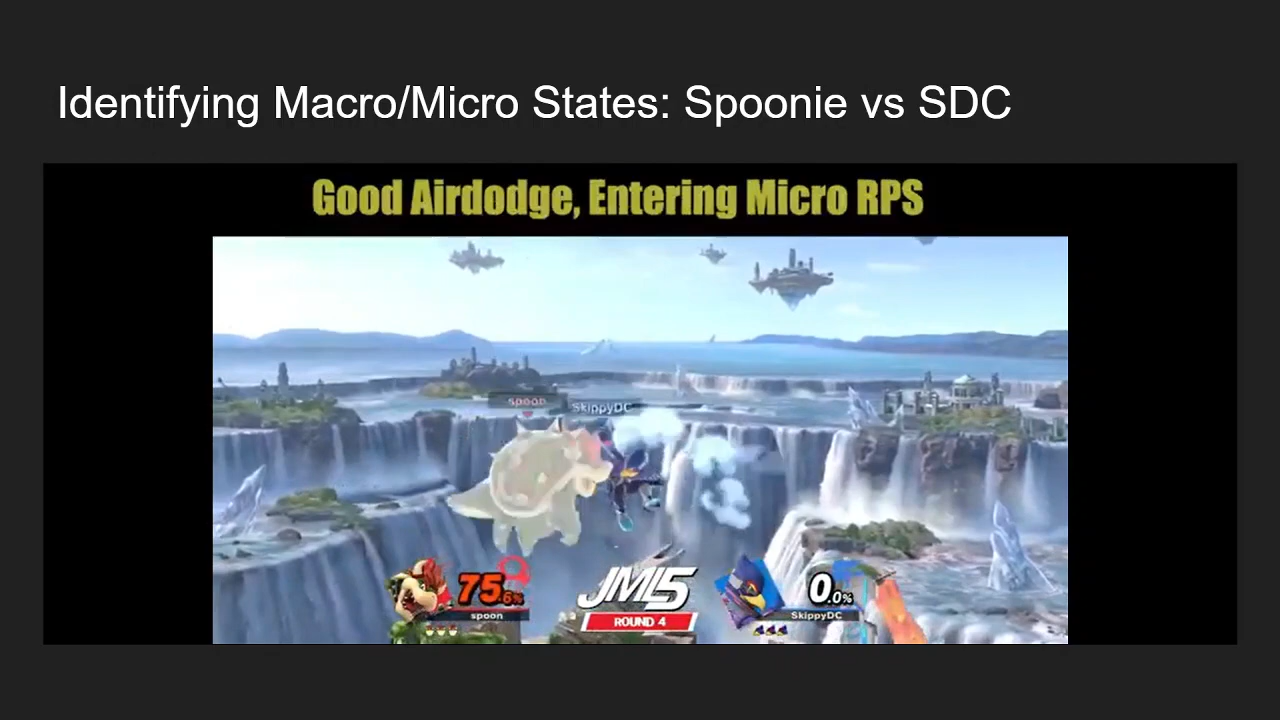 Identifying Macro/Micro States: Spoonie vs SDC
Good Airdodge, Entering Micro RPS
spoon
SkippyDC
75.6%
spoon
JML5
ROUND 4
0.0%
SkippyDC